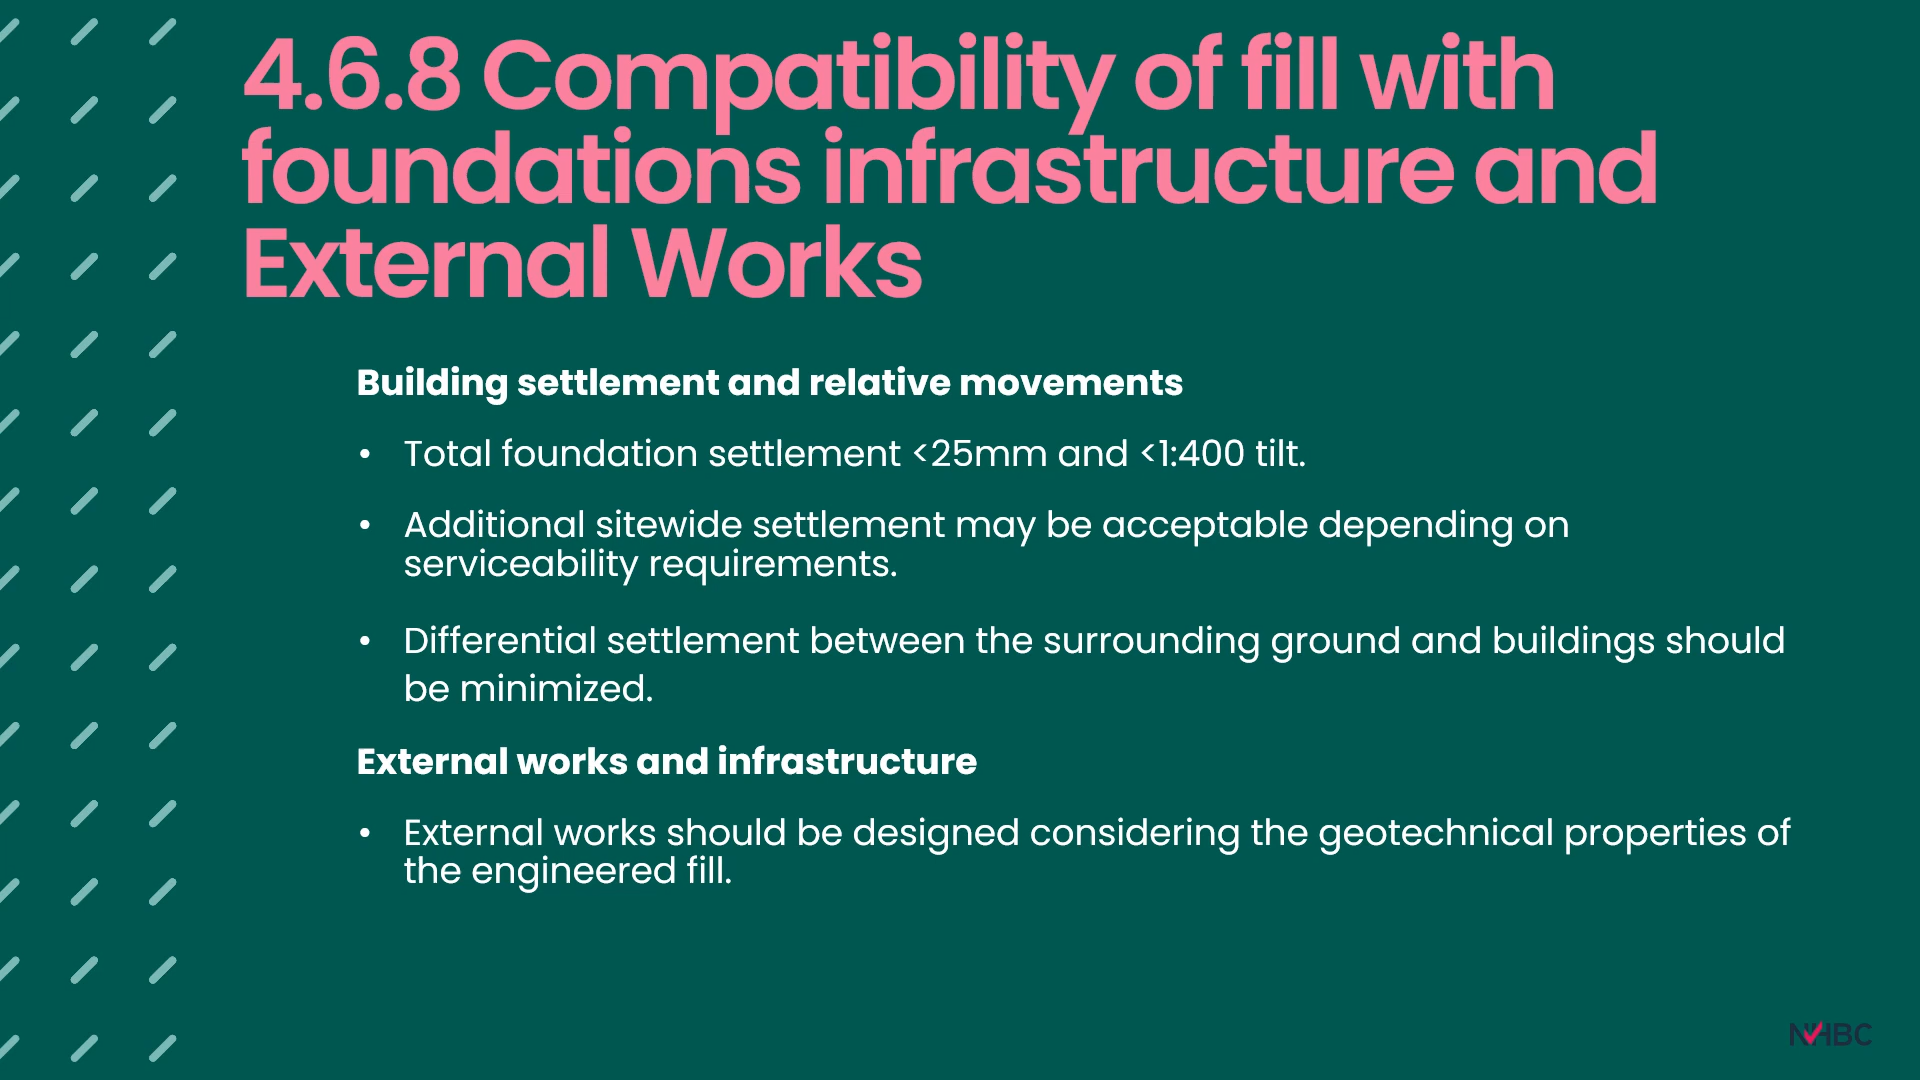 4.6.8 Compatibility of fill with
foundations infrastructure and
External Works
Building settlement and relative movements
• Total foundation settlement <25mm and <1:400 tilt.
• Additional sitewide settlement may be acceptable depending on
serviceability requirements.
• Differential settlement between the surrounding ground and buildings should
be minimized.
External works and infrastructure
• External works should be designed considering the geotechnical properties of
the engineered fill.
NHBC